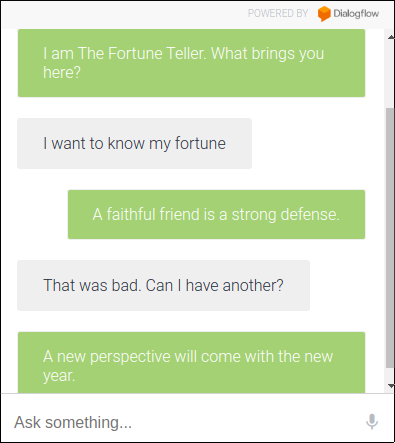 POWERED BY Dialogflow
I am The Fortune Teller. What brings you
here?
I want to know my fortune
A faithful friend is a strong defense.
That was bad. Can I have another?
A new perspective will come with the new
year.
Ask something...